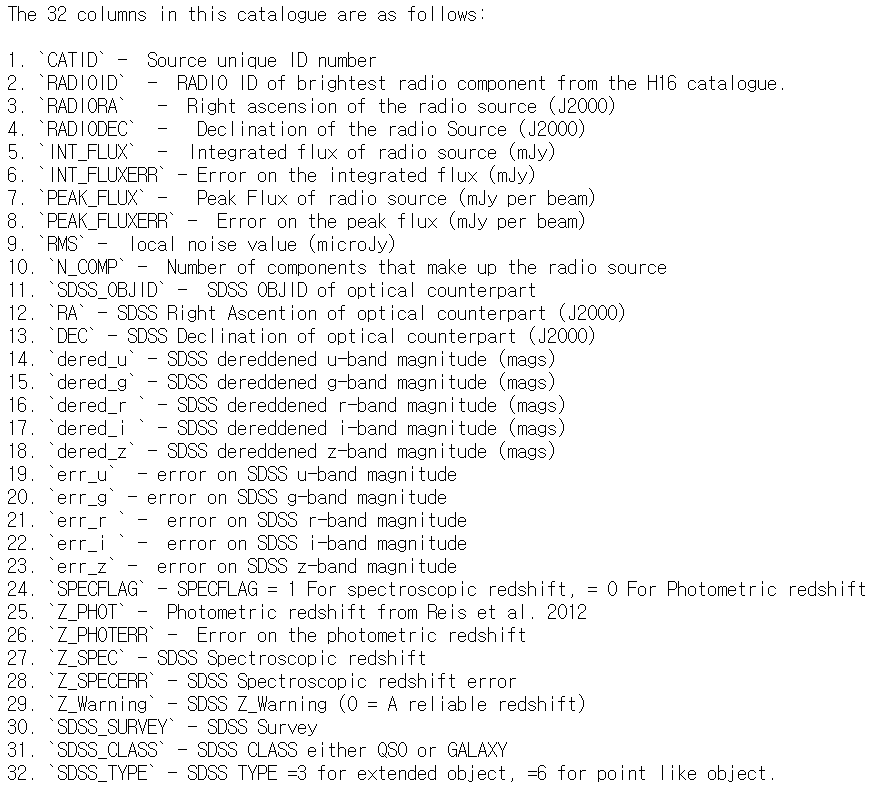 The 32 columns in this catalogue are as follows:
1. `CATID` - Source unique ID number
2. `RADIOID` - RADIO ID of brightest radio component from the H16 catalogue.
3. `RADIORA` - Right ascension of the radio source (J2000)
4. `RADIODEC` - Declination of the radio Source (J2000)
5. `INT_FLUX` - Integrated flux of radio source (mJy)
6. `INT_FLUXERR` - Error on the integrated flux (mJy)
7. `PEAK_FLUX` - Peak Flux of radio source (mJy per beam)
8. `PEAK_FLUXERR` - Error on the peak flux (mJy per beam)
9. `RMS` - local noise value (microJy)
10. `N_COMP` - Number of components that make up the radio source
11. `SDSS_OBJID` - SDSS OBJID of optical counterpart
12. `RA` - SDSS Right Ascention of optical counterpart (J2000)
13. `DEC` - SDSS Declination of optical counterpart (J2000)
14. `dered_u` - SDSS dereddened u-band magnitude (mags)
15. `dered_g` - SDSS dereddened g-band magnitude (mags)
16. `dered_r ` - SDSS dereddened r-band magnitude (mags)
17. `dered_i ` - SDSS dereddened i-band magnitude (mags)
18. `dered_z` - SDSS dereddened z-band magnitude (mags)
19. `err_u` - error on SDSS u-band magnitude
20. `err_g` - error on SDSS g-band magnitude
21. `err_r ` - error on SDSS r-band magnitude
22. `err_i ` - error on SDSS i-band magnitude
23. `err_z` - error on SDSS z-band magnitude
24. `SPECFLAG` - SPECFLAG = 1 For spectroscopic redshift, = 0 For Photometric redshift
25. `Z_PHOT` - Photometric redshift from Reis et al. 2012
26. `Z_PHOTERR` - Error on the photometric redshift
27. `Z_SPEC` - SDSS Spectroscopic redshift
28. `Z_SPECERR` - SDSS Spectroscopic redshift error
29. `Z_Warning` - SDSS Z_Warning (0 = A reliable redshift)
30. `SDSS_SURVEY` - SDSS Survey
31. `SDSS_CLASS` - SDSS CLASS either QSO or GALAXY
32. `SDSS_TYPE` - SDSS TYPE =3 for extended object, =6 for point like object.